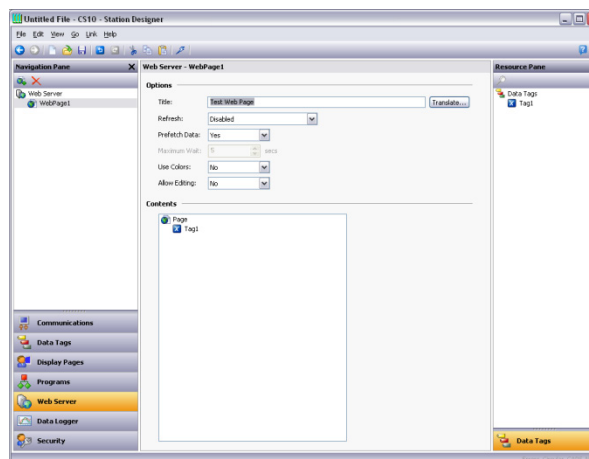 Untitled File - CS10 - Station Designer
File Edit View Go Link Help
Navigation Pane
Web Server - WebPage1
Resource Pane
Web Server
WebPage1
Options
Title: Test Web Page Translate...
Refresh: Disabled
Prefetch Data: Yes
Maximum Wait: 5 secs
Use Colors: No
Allow Editing: No
Contents
Page
Tag1
Data Tags
Tag1
Communications
Data Tags
Display Pages
Programs
Web Server
Data Logger
Security
Data Tags